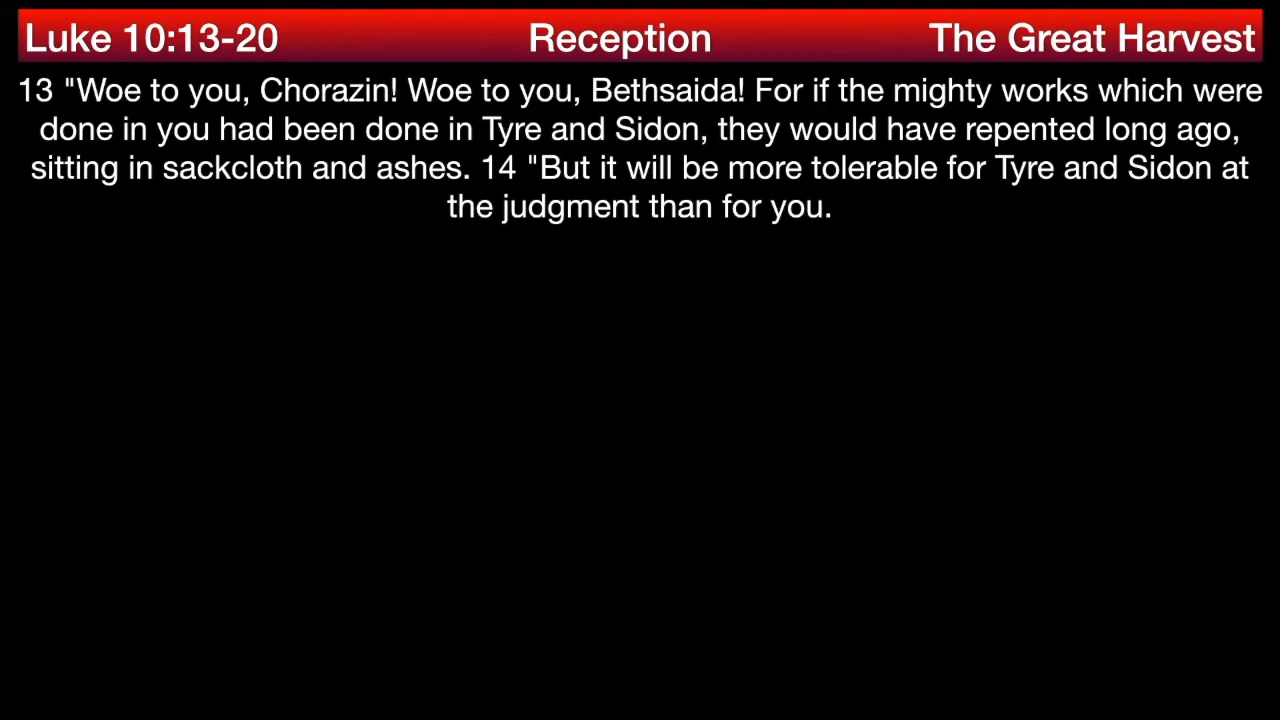 Luke 10:13-20 Reception The Great Harvest
13 "Woe to you, Chorazin! Woe to you, Bethsaida! For if the mighty works which were
done in you had been done in Tyre and Sidon, they would have repented long ago,
sitting in sackcloth and ashes. 14 "But it will be more tolerable for Tyre and Sidon at
the judgment than for you.